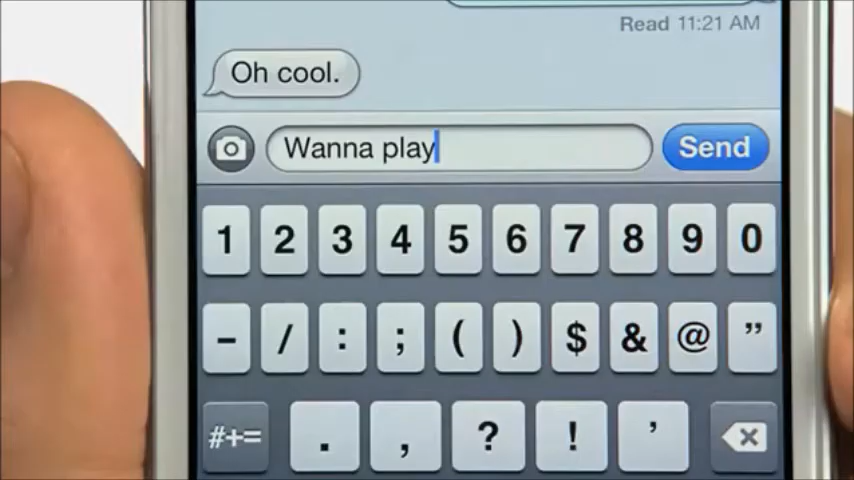 Read 11:21 AM
Oh cool.
Wanna play
Send
1 2 3 4 5 6 7 8 9 0
- / : ; ( ) $ & @ ”
#+= . , ? ! ’